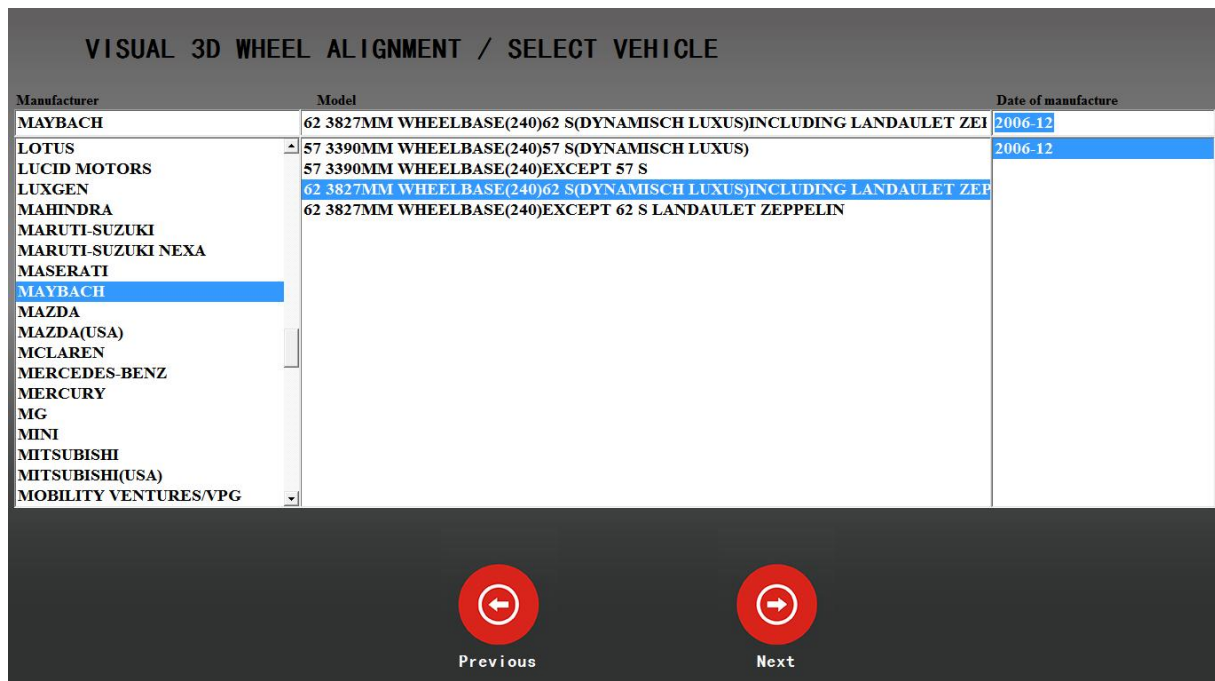 VISUAL 3D WHEEL ALIGNMENT / SELECT VEHICLE
Manufacturer
Model
Date of manufacture
MAYBACH
62 3827MM WHEELBASE(240)62 S(DYNAMISCH LUXUS)INCLUDING LANDAULET ZEI
2006-12
LOTUS
LUCID MOTORS
LUXGEN
MAHINDRA
MARUTI-SUZUKI
MARUTI-SUZUKI NEXA
MASERATI
MAYBACH
MAZDA
MAZDA(USA)
MCLAREN
MERCEDES-BENZ
MERCURY
MG
MINI
MITSUBISHI
MITSUBISHI(USA)
MOBILITY VENTURES/VPG
57 3390MM WHEELBASE(240)57 S(DYNAMISCH LUXUS)
57 3390MM WHEELBASE(240)EXCEPT 57 S
62 3827MM WHEELBASE(240)62 S(DYNAMISCH LUXUS)INCLUDING LANDAULET ZEP
62 3827MM WHEELBASE(240)EXCEPT 62 S LANDAULET ZEPPELIN
2006-12
Previous
Next